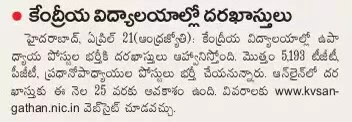 • కేంద్రీయ విద్యాలయాల్లో దరఖాస్తులు
హైదరాబాద్, ఏప్రిల్ 21(ఆంధ్రజ్యోతి): కేంద్రీయ విద్యాలయాల్లో ఉపా
ధ్యాయ పోస్టుల భర్తీకి దరఖాస్తులు ఆహ్వానిస్తోంది. మొత్తం 5,193 టీజీటీ,
పీజీటీ, ప్రధానోపాధ్యాయుల పోస్టులు భర్తీ చేయనున్నారు. ఆన్‌లైన్‌లో దర
ఖాస్తుకు ఈ నెల 25 వరకు అవకాశం ఉంది. వివరాలకు www.kvsan-
gathan.nic.in వెబ్‌సైట్ చూడవచ్చు.